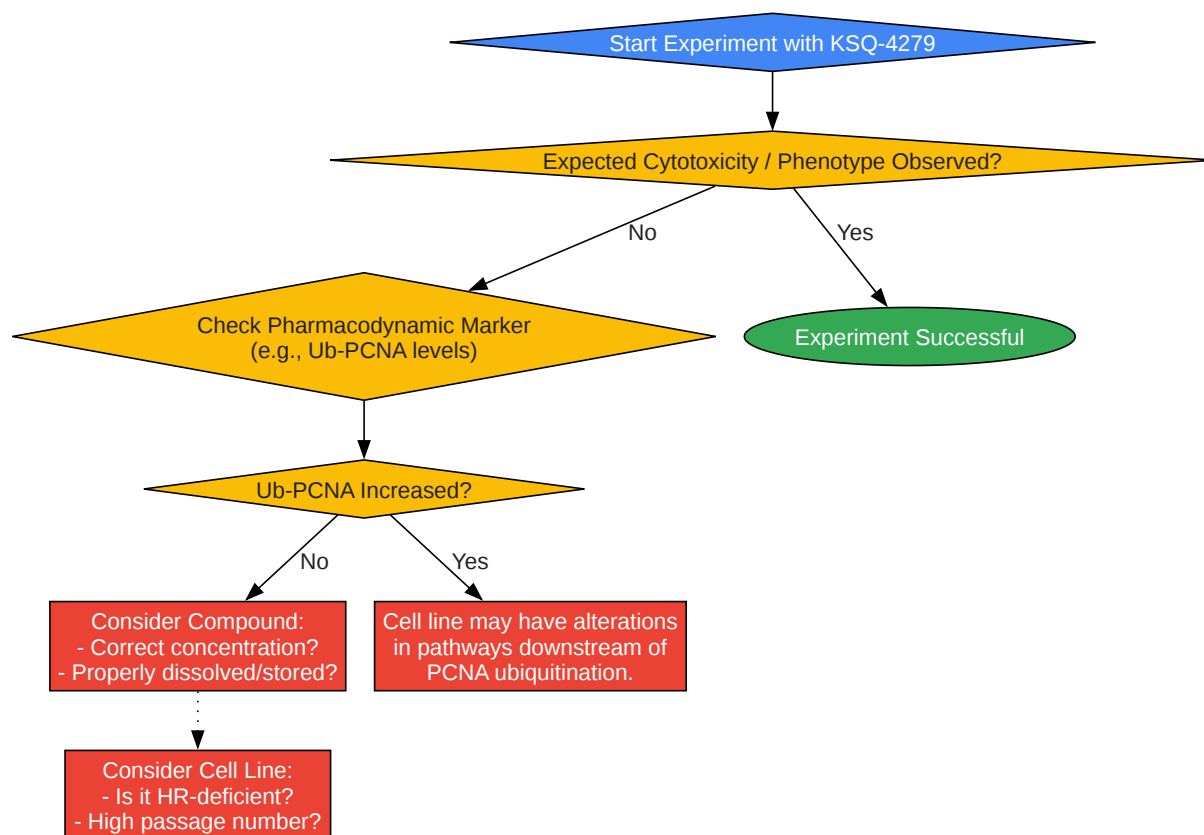 Start Experiment with KSQ-4279
Expected Cytotoxicity / Phenotype Observed?
No
Yes
Check Pharmacodynamic Marker
(e.g., Ub-PCNA levels)
Experiment Successful
Ub-PCNA Increased?
No
Yes
Consider Compound:
- Correct concentration?
- Properly dissolved/stored?
Cell line may have alterations
in pathways downstream of
PCNA ubiquitination.
Consider Cell Line:
- Is it HR-deficient?
- High passage number?